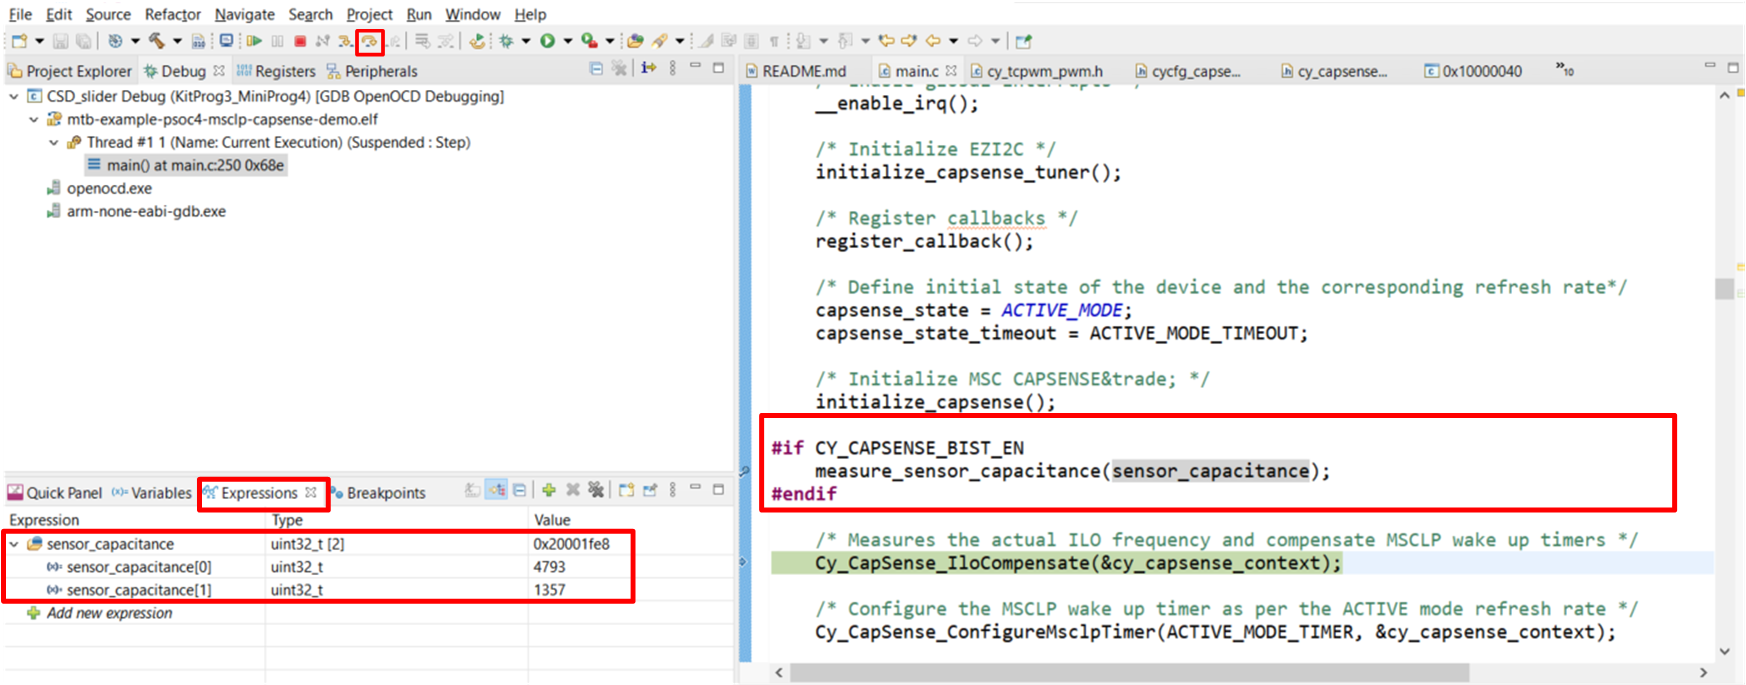 File Edit Source Refactor Navigate Search Project Run Window Help
Project Explorer Debug Registers Peripherals
CSD_slider Debug (KitProg3_MiniProg4) [GDB OpenOCD Debugging]
mtb-example-psoc4-msclp-capsense-demo.elf
Thread #1 1 (Name: Current Execution) (Suspended : Step)
main() at main.c:250 0x68e
openocd.exe
arm-none-eabi-gdb.exe
Quick Panel (x)= Variables Expressions Breakpoints
Expression Type Value
sensor_capacitance uint32_t [2] 0x20001fe8
(x)= sensor_capacitance[0] uint32_t 4793
(x)= sensor_capacitance[1] uint32_t 1357
Add new expression
README.md main.c cy_tcpwm_pwm.h cycfg_capse... cy_capsense... 0x10000040 »10
/* Enable global interrupts */
__enable_irq();
/* Initialize EZI2C */
initialize_capsense_tuner();
/* Register callbacks */
register_callback();
/* Define initial state of the device and the corresponding refresh rate*/
capsense_state = ACTIVE_MODE;
capsense_state_timeout = ACTIVE_MODE_TIMEOUT;
/* Initialize MSC CAPSENSE&trade; */
initialize_capsense();
#if CY_CAPSENSE_BIST_EN
measure_sensor_capacitance(sensor_capacitance);
#endif
/* Measures the actual ILO frequency and compensate MSCLP wake up timers */
Cy_CapSense_IloCompensate(&cy_capsense_context);
/* Configure the MSCLP wake up timer as per the ACTIVE mode refresh rate */
Cy_CapSense_ConfigureMsclpTimer(ACTIVE_MODE_TIMER, &cy_capsense_context);